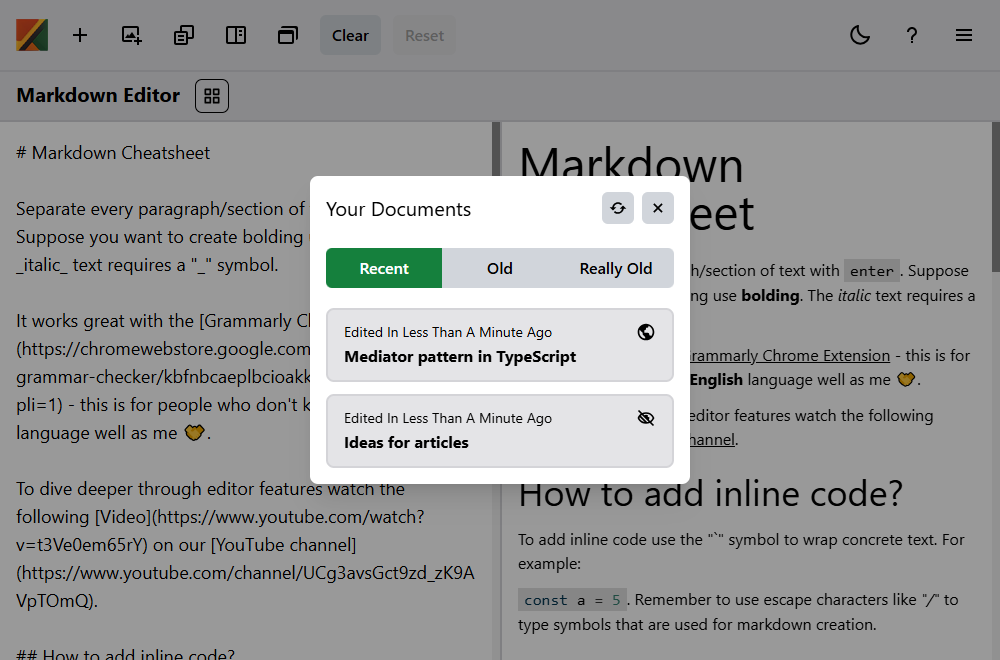 Clear
Reset
?
Markdown Editor
# Markdown Cheatsheet
Separate every paragraph/section of
Suppose you want to create bolding
_italic_ text requires a "_" symbol.
It works great with the [Grammarly
(https://chromewebstore.google.com
grammar-checker/kbfnbcaeplbcioakk
pli=1) - this is for people who don't
language well as me 🤝.
To dive deeper through editor features watch the
following [Video](https://www.youtube.com/watch?
v=t3Ve0em65rY) on our [YouTube channel]
(https://www.youtube.com/channel/UCg3avsGct9zd_zK9A
VpTOmQ).
## How to add inline code?
Your Documents
Recent
Old
Really Old
Edited In Less Than A Minute Ago
Mediator pattern in TypeScript
Edited In Less Than A Minute Ago
Ideas for articles
Markdown
eet
h/section of text with enter. Suppose
ng use bolding. The italic text requires a
Grammarly Chrome Extension - this is for
English language well as me 🤝.
editor features watch the following
hannel.
How to add inline code?
To add inline code use the "`" symbol to wrap concrete text. For
example:
const a = 5. Remember to use escape characters like "/" to
type symbols that are used for markdown creation.